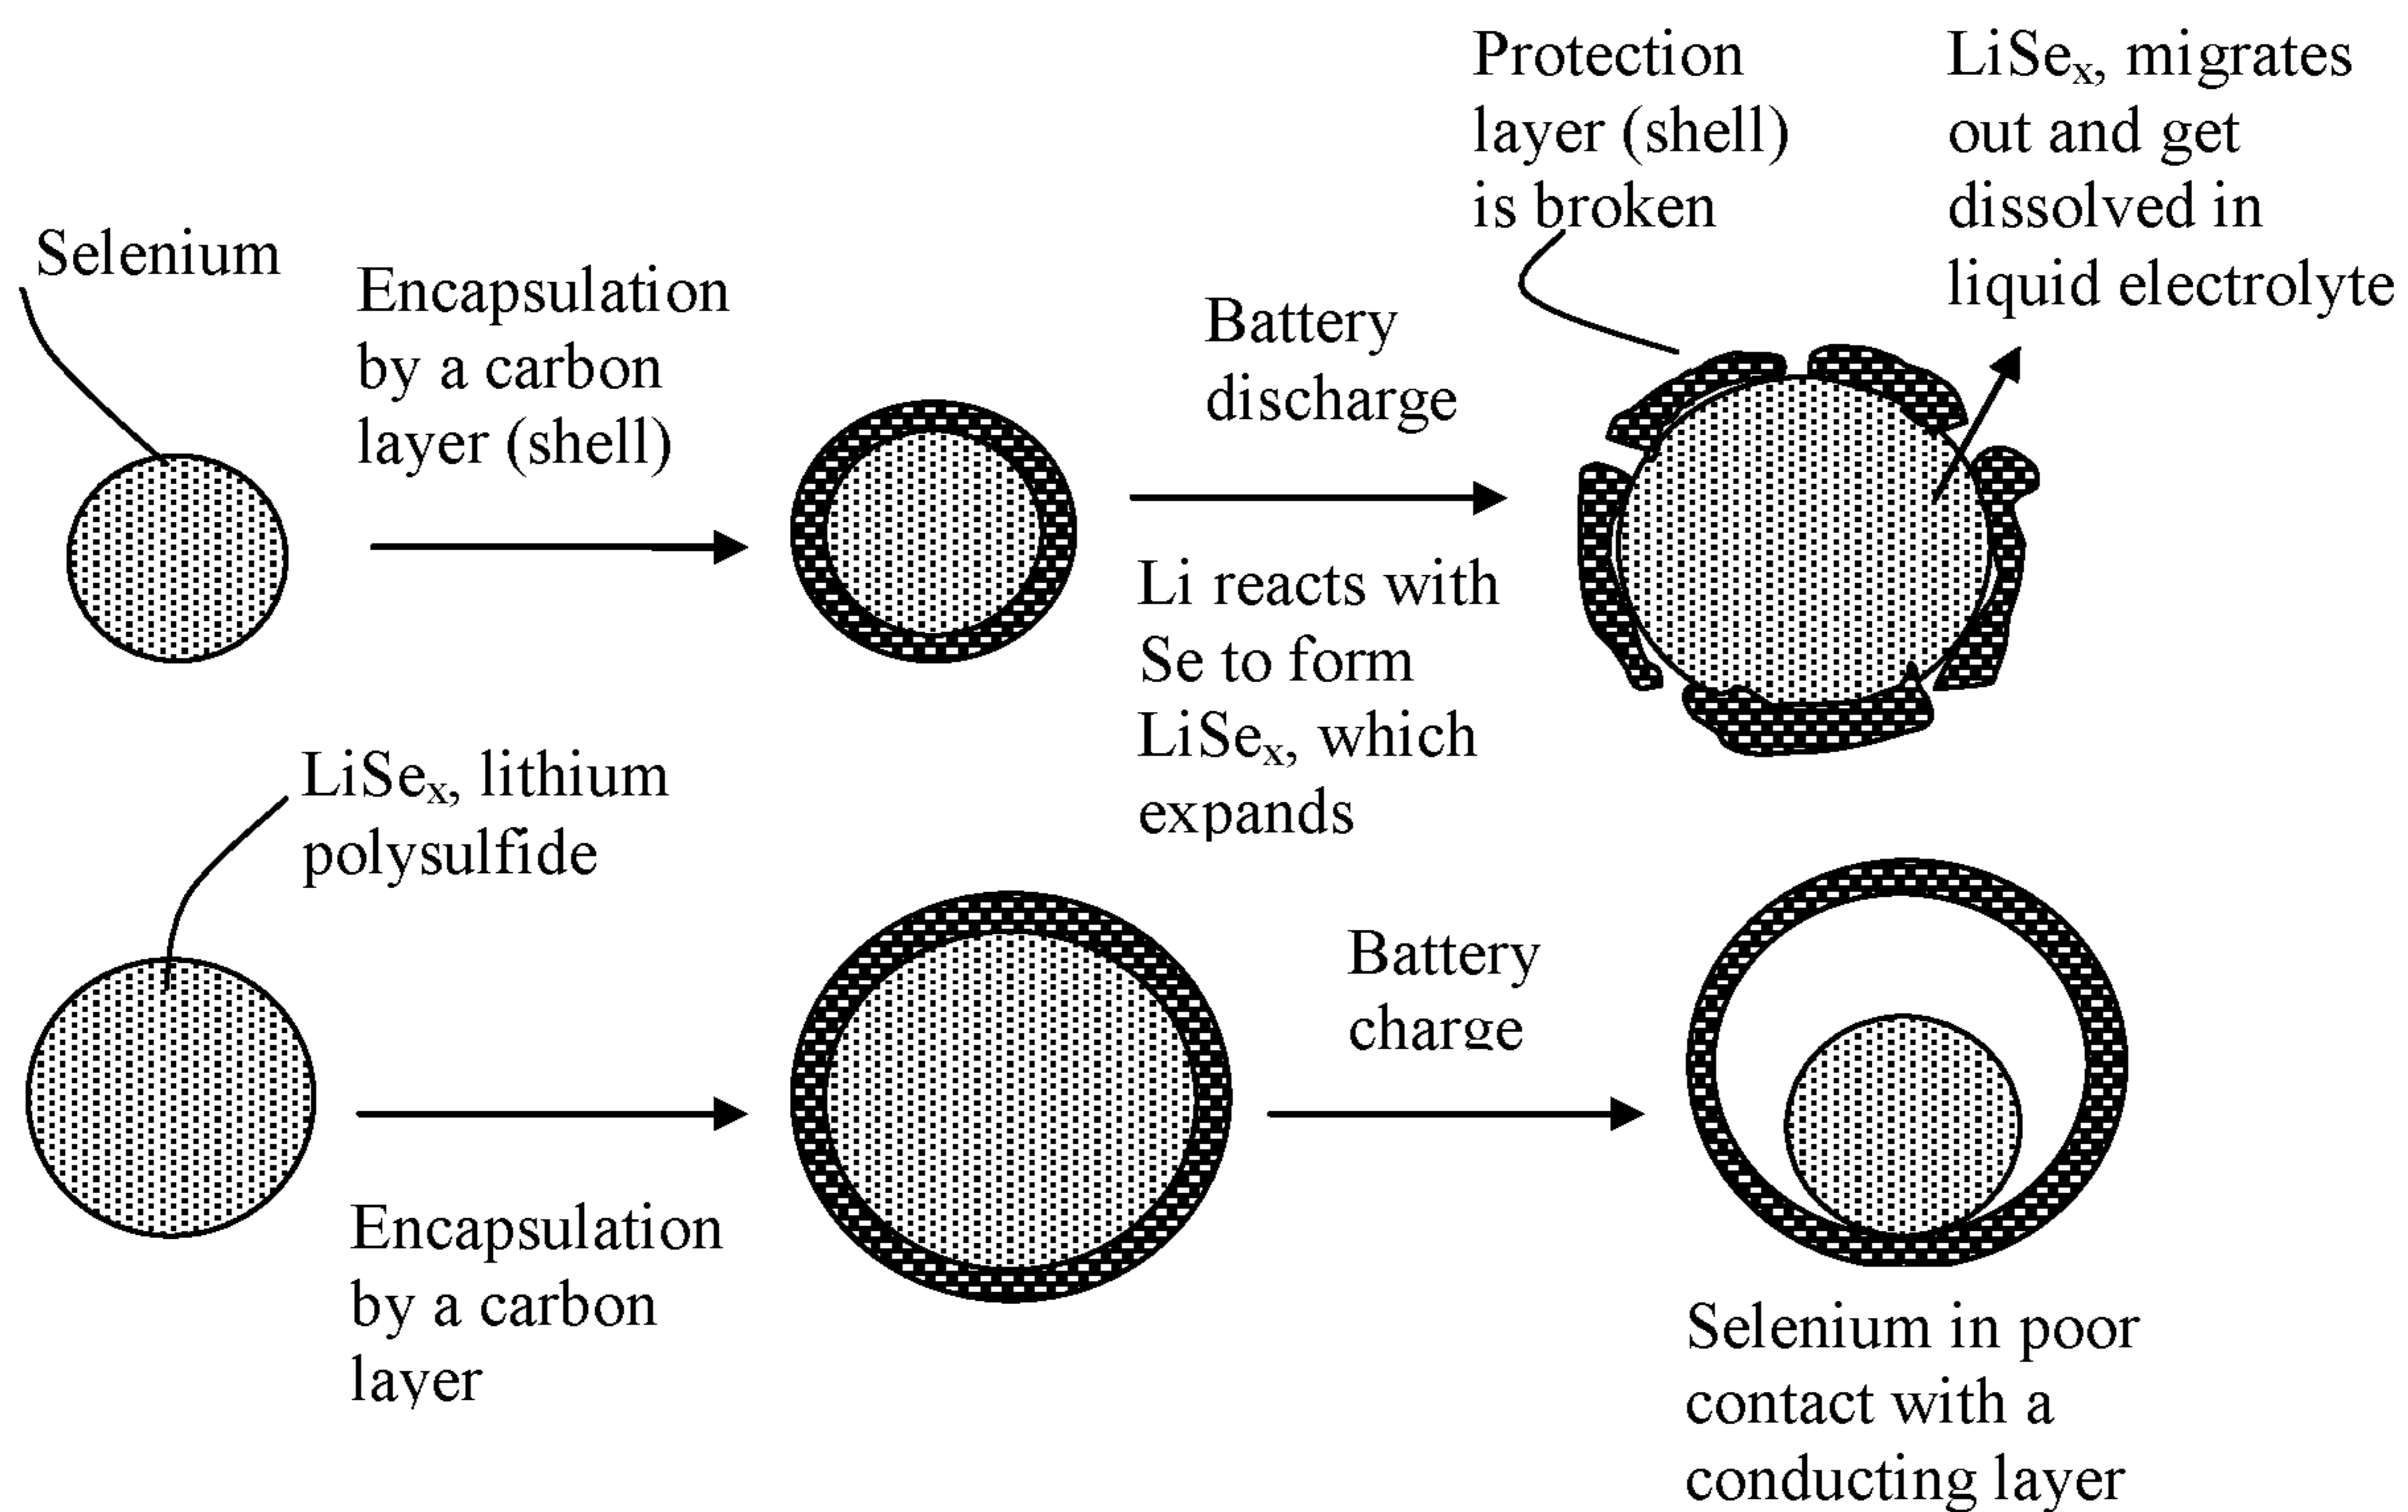 Selenium
Encapsulation
by a carbon
layer (shell)
Battery
discharge
Li reacts with
Se to form
LiSeₓ, which
expands
Protection
layer (shell)
is broken
LiSeₓ, migrates
out and get
dissolved in
liquid electrolyte
LiSeₓ, lithium
polysulfide
Encapsulation
by a carbon
layer
Battery
charge
Selenium in poor
contact with a
conducting layer